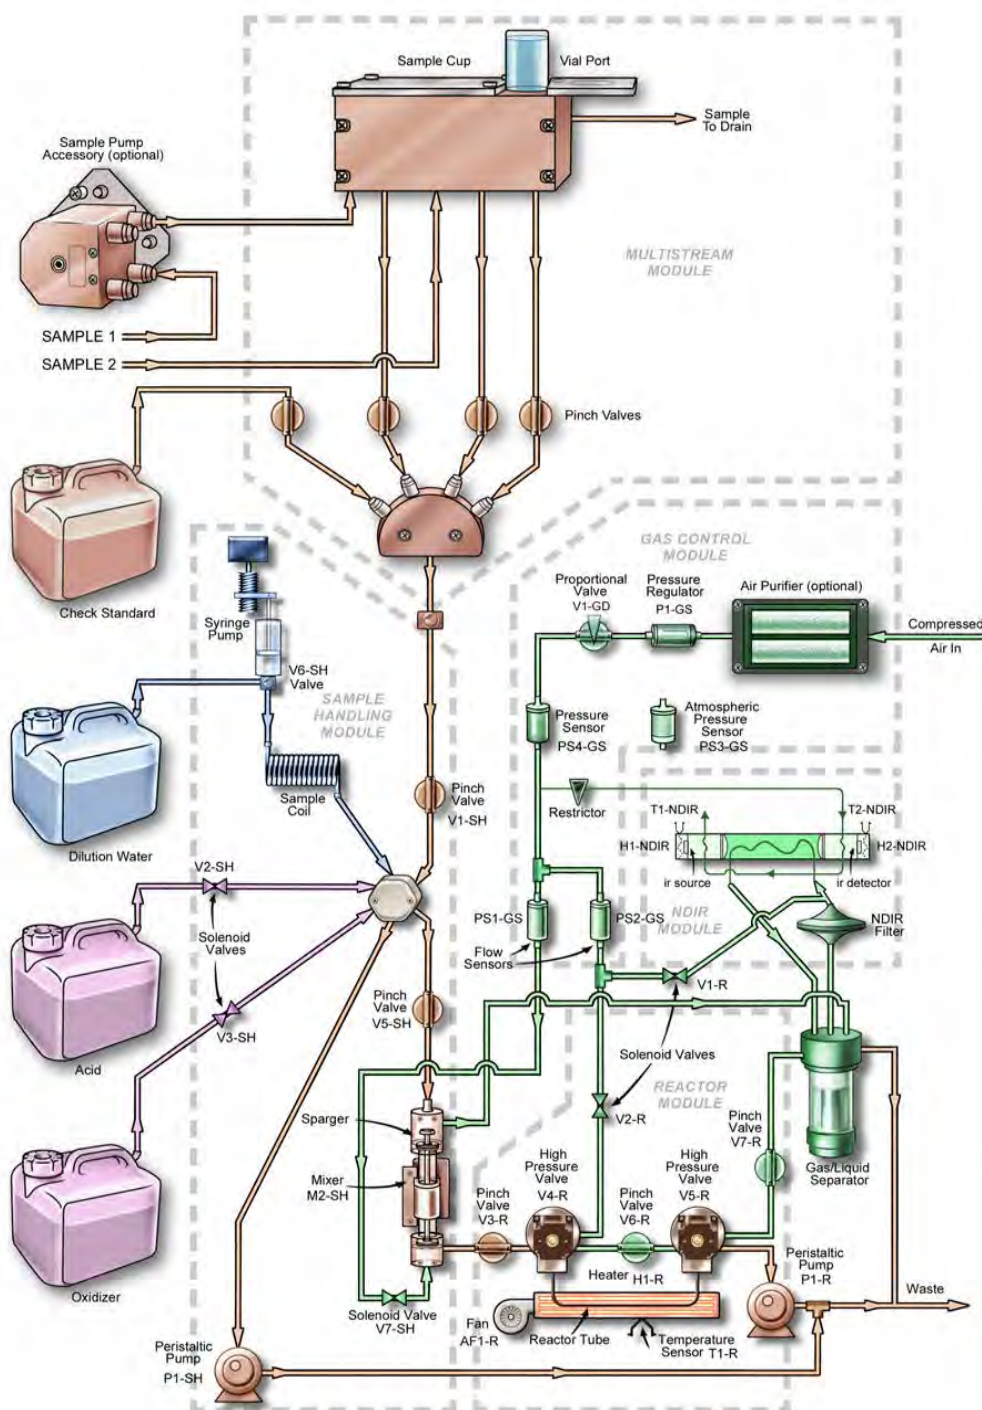 Sample Cup
Vial Port
Sample
To Drain
Sample Pump
Accessory (optional)
MULTISTREAM
MODULE
SAMPLE 1
SAMPLE 2
Pinch Valves
Check Standard
GAS CONTROL
MODULE
Proportional
Valve
V1-GD
Pressure
Regulator
P1-GS
Air Purifier (optional)
Compressed
Air In
Syringe
Pump
V6-SH
Valve
SAMPLE
HANDLING
MODULE
Pressure
Sensor
PS4-GS
Atmospheric
Pressure
Sensor
PS3-GS
Sample
Coil
Pinch
Valve
V1-SH
Restrictor
T1-NDIR
T2-NDIR
H1-NDIR
H2-NDIR
ir source
ir detector
Dilution Water
V2-SH
Solenoid
Valves
V3-SH
Acid
PS1-GS
PS2-GS
Flow
Sensors
NDIR
MODULE
NDIR
Filter
V1-R
Pinch
Valve
V5-SH
Solenoid Valves
REACTOR
MODULE
V2-R
Sparger
Mixer
M2-SH
Pinch
Valve
V7-R
Gas/Liquid
Separator
High
Pressure
Valve
V4-R
High
Pressure
Valve
V5-R
Pinch
Valve
V3-R
Pinch
Valve
V6-R
Heater
H1-R
Peristaltic
Pump
P1-R
Waste
Oxidizer
Solenoid Valve
V7-SH
Fan
AF1-R
Reactor Tube
Temperature
Sensor T1-R
Peristaltic
Pump
P1-SH